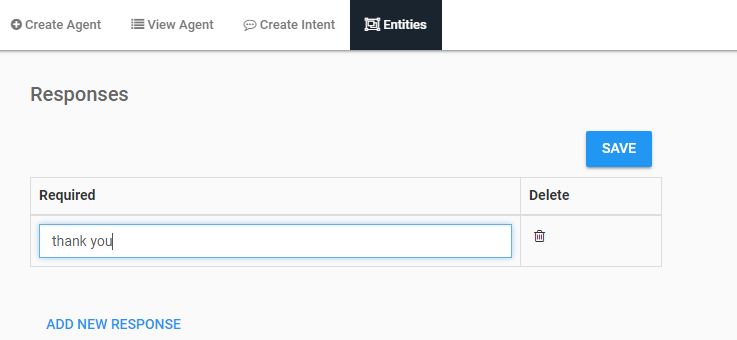 Create Agent View Agent Create Intent Entities
Responses
SAVE
Required Delete
thank you
ADD NEW RESPONSE